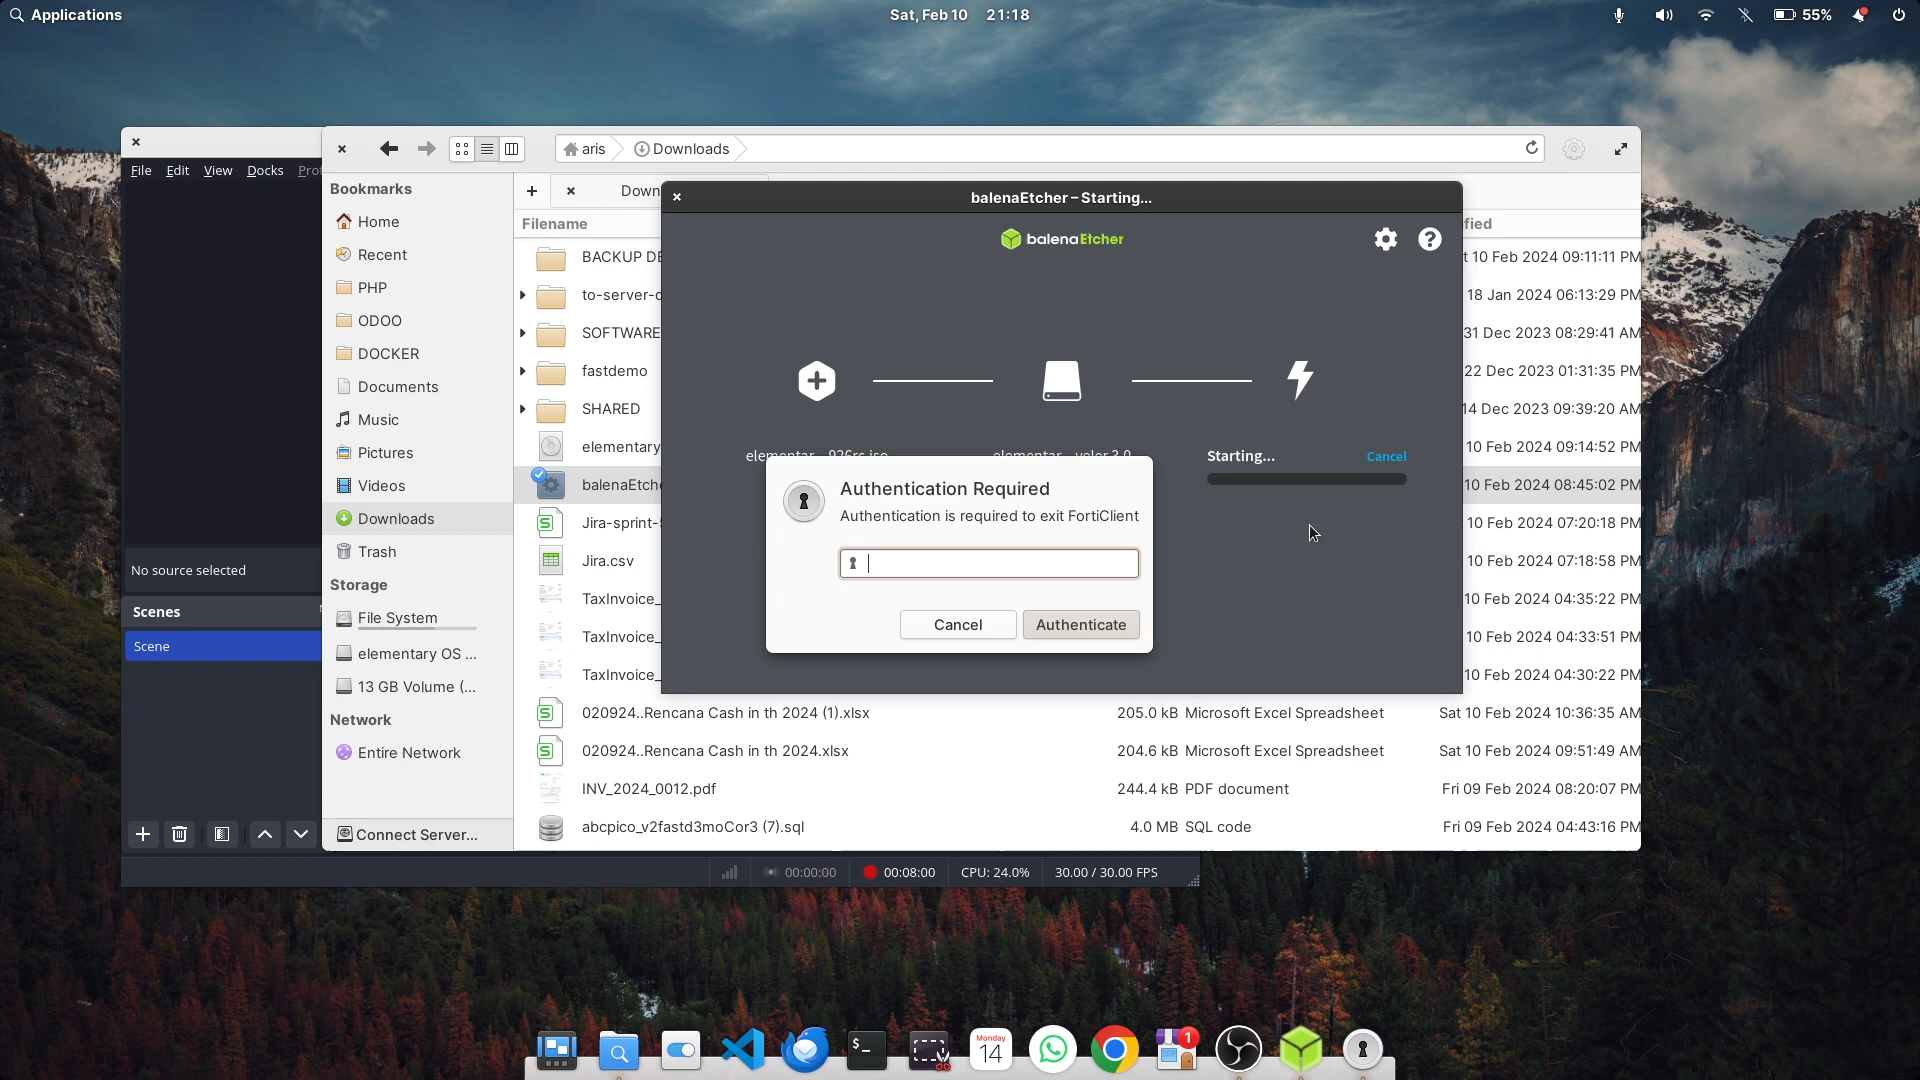 Applications
Sat, Feb 10 21:18
55%
File Edit View Docks
aris Downloads
Bookmarks
Home
Recent
PHP
ODOO
DOCKER
Documents
Music
Pictures
Videos
Downloads
Trash
Storage
File System
elementary OS ...
13 GB Volume (...
Network
Entire Network
Connect Server...
No source selected
Scenes
Scene
Filename
BACKUP
to-server-
SOFTWARE
fastdemo
SHARED
elementary
Jira-sprint-
Jira.csv
TaxInvoice_
TaxInvoice_
TaxInvoice_
10 Feb 2024 09:11:11 PM
18 Jan 2024 06:13:29 PM
31 Dec 2023 08:29:41 AM
22 Dec 2023 01:31:35 PM
14 Dec 2023 09:39:20 AM
10 Feb 2024 09:14:52 PM
10 Feb 2024 08:45:02 PM
10 Feb 2024 07:20:18 PM
10 Feb 2024 07:18:58 PM
10 Feb 2024 04:35:22 PM
10 Feb 2024 04:33:51 PM
10 Feb 2024 04:30:22 PM
020924..Rencana Cash in th 2024 (1).xlsx 205.0 kB Microsoft Excel Spreadsheet Sat 10 Feb 2024 10:36:35 AM
020924..Rencana Cash in th 2024.xlsx 204.6 kB Microsoft Excel Spreadsheet Sat 10 Feb 2024 09:51:49 AM
INV_2024_0012.pdf 244.4 kB PDF document Fri 09 Feb 2024 08:20:07 PM
abcpico_v2fastd3moCor3 (7).sql 4.0 MB SQL code Fri 09 Feb 2024 04:43:16 PM
balenaEtcher – Starting...
balenaEtcher
Starting... Cancel
Authentication Required
Authentication is required to exit FortiClient
Cancel Authenticate
00:00:00 00:08:00 CPU: 24.0% 30.00 / 30.00 FPS
Monday
14
1